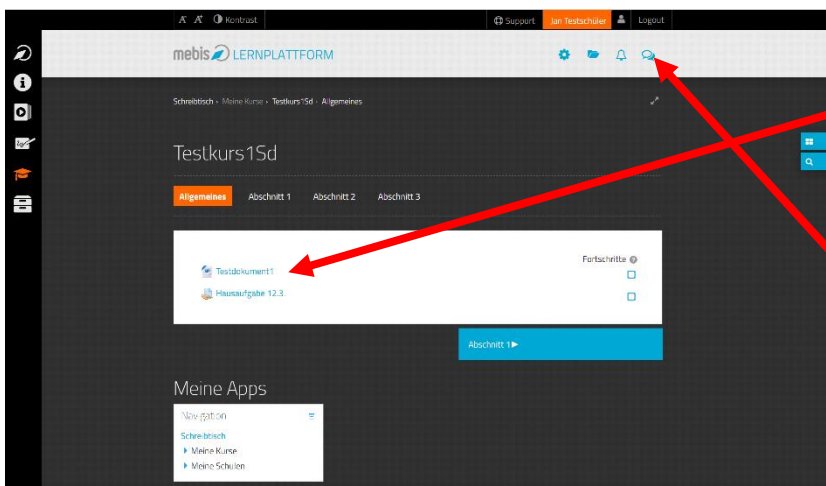 A A Kontrast Support Jan Testschüler Logout
mebis LERNPLATTFORM
Schreibtisch › Meine Kurse › Testkurs1Sd › Allgemeines
Testkurs1Sd
Allgemeines Abschnitt 1 Abschnitt 2 Abschnitt 3
Fortschritte
Testdokument1
Hausaufgabe 12.3.
Abschnitt 1
Meine Apps
Navigation
Schreibtisch
Meine Kurse
Meine Schulen